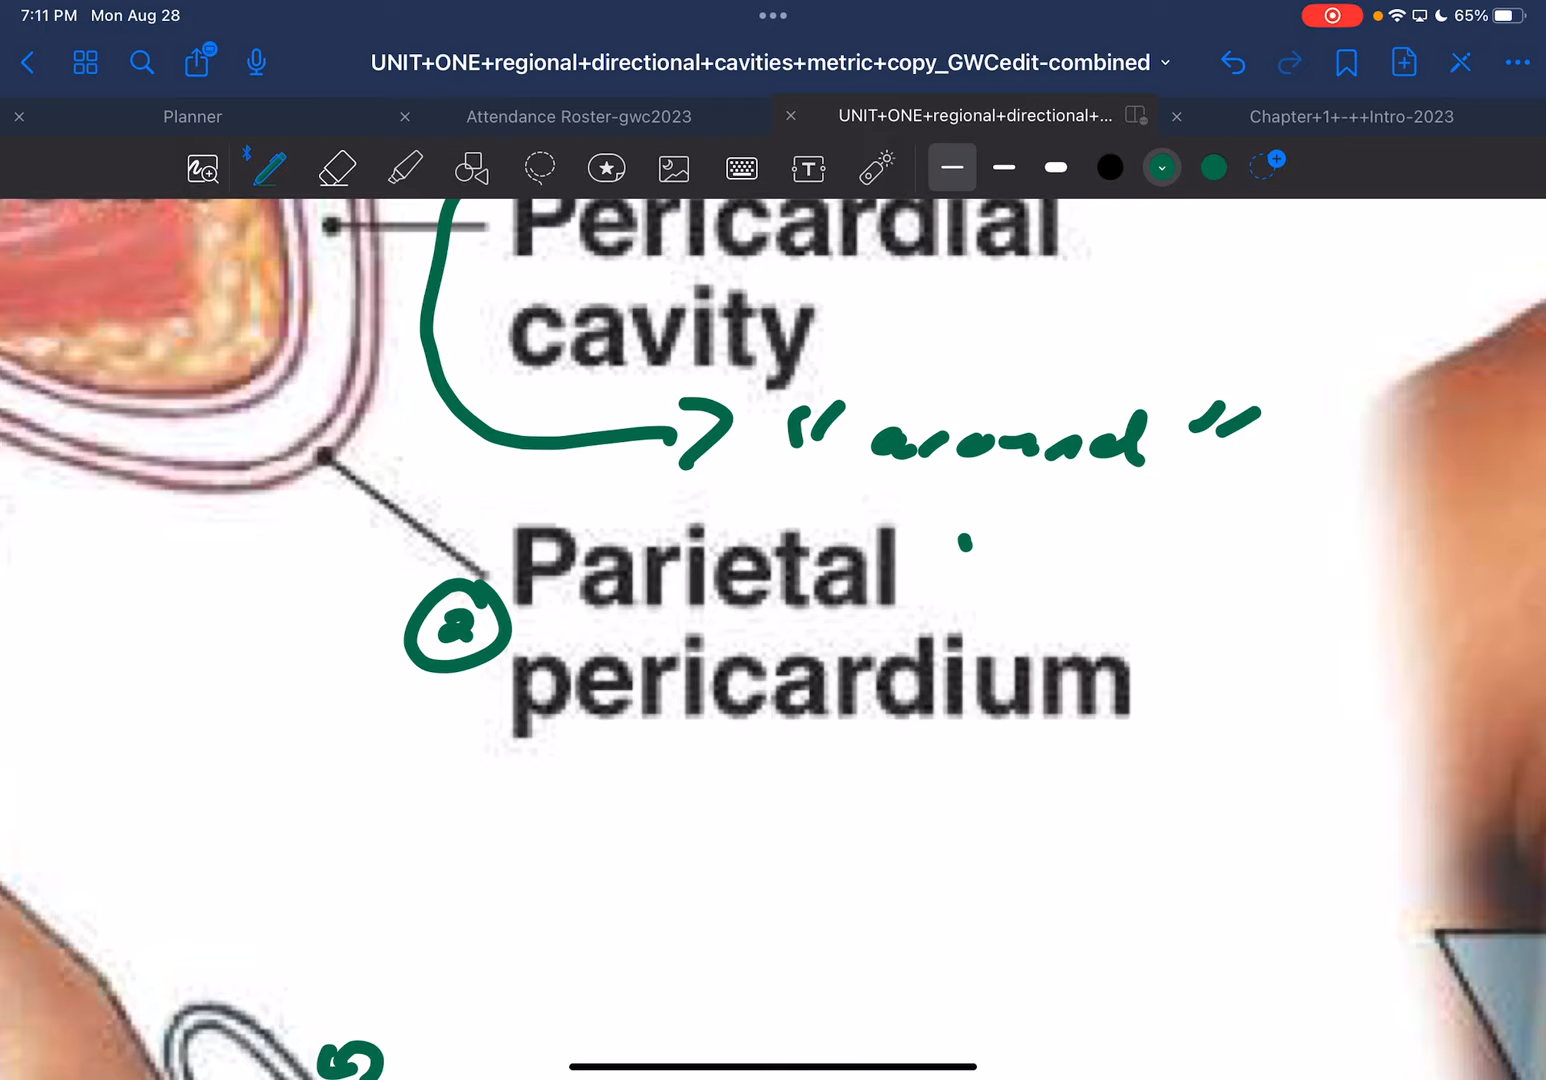 7:11 PM Mon Aug 28
65%
UNIT+ONE+regional+directional+cavities+metric+copy_GWCedit-combined
Planner
Attendance Roster-gwc2023
UNIT+ONE+regional+directional+...
Chapter+1+-++Intro-2023
T
Pericardial
cavity
"around"
Parietal
2
pericardium